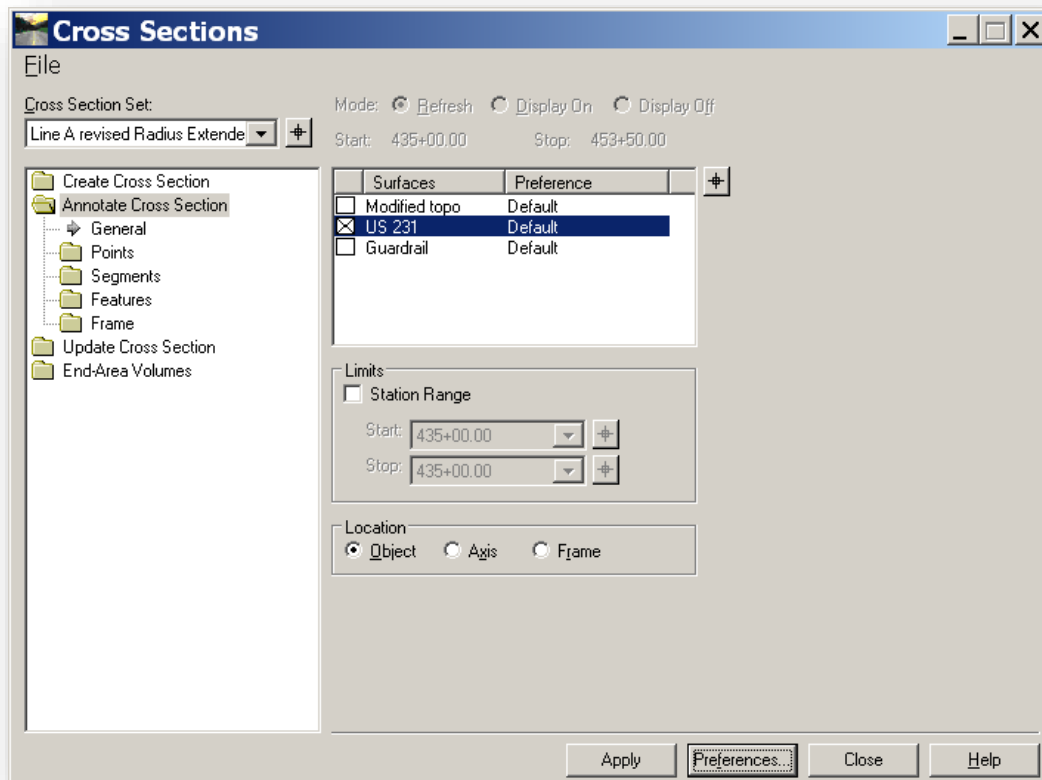 Cross Sections
File
Cross Section Set:
Line A revised Radius Extende
Mode: Refresh Display On Display Off
Start: 435+00.00 Stop: 453+50.00
Create Cross Section
Annotate Cross Section
General
Points
Segments
Features
Frame
Update Cross Section
End-Area Volumes
Surfaces Preference
Modified topo Default
US 231 Default
Guardrail Default
Limits
Station Range
Start: 435+00.00
Stop: 435+00.00
Location
Object Axis Frame
Apply Preferences... Close Help